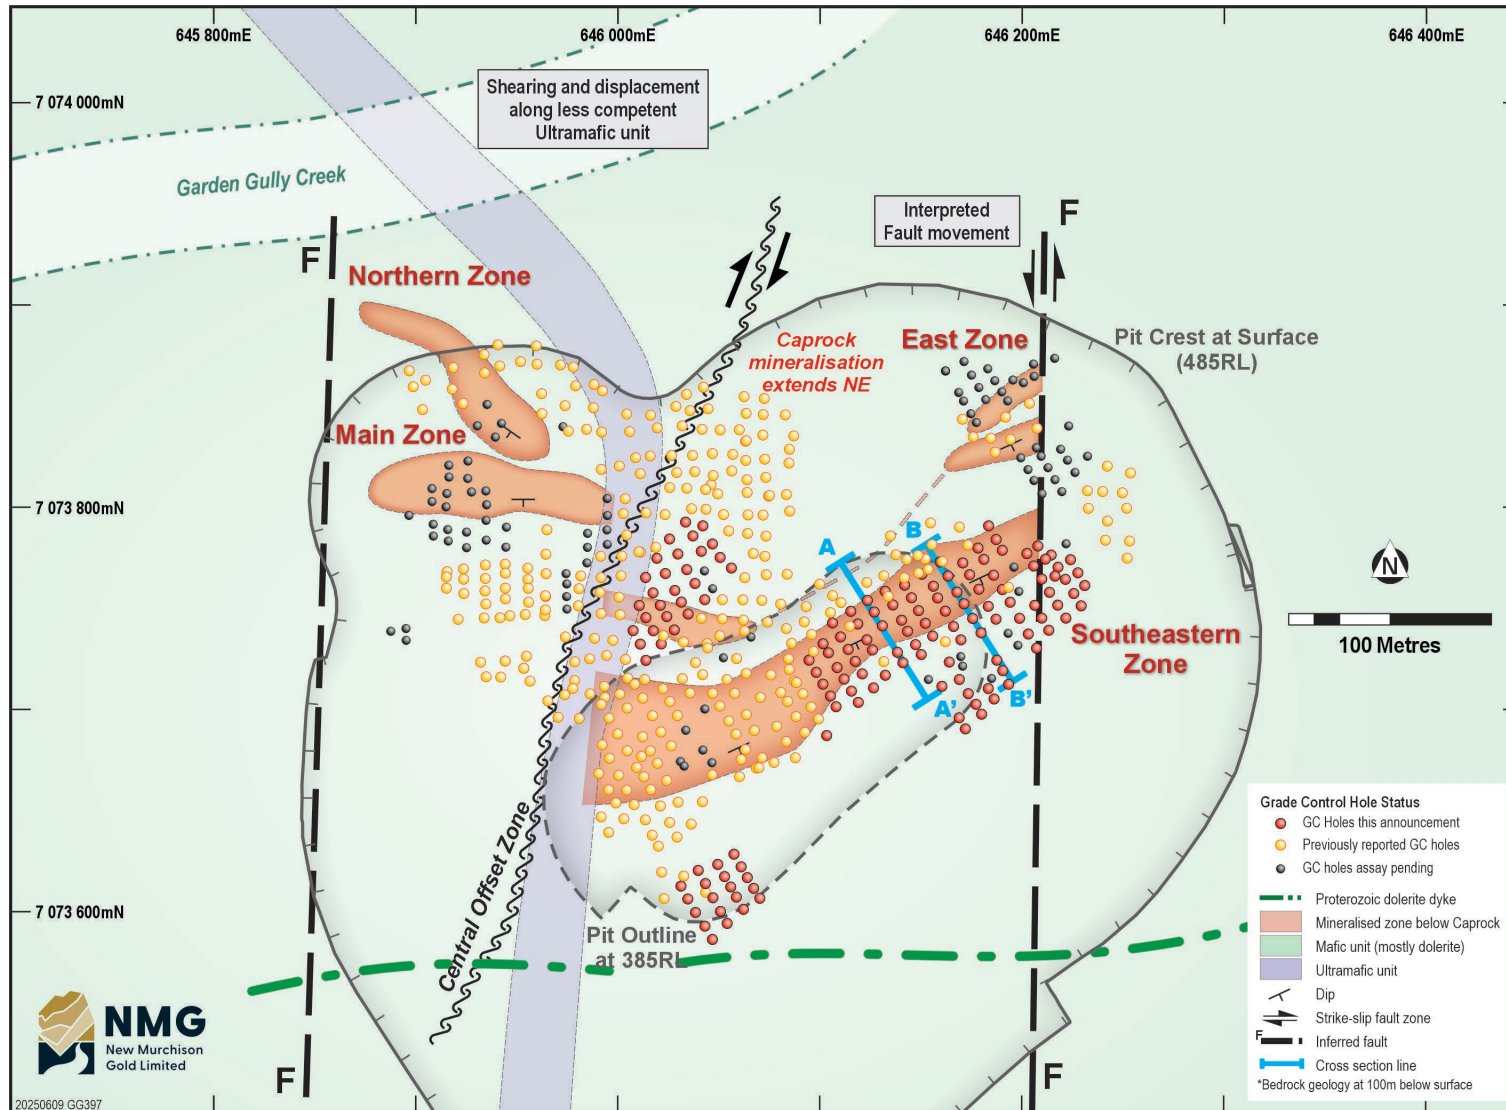 645 800mE
646 000mE
646 200mE
646 400mE
7 074 000mN
Shearing and displacement
along less competent
Ultramafic unit
Garden Gully Creek
Interpreted
Fault movement
F
F
Northern Zone
Caprock
mineralisation
extends NE
East Zone
Pit Crest at Surface
(485RL)
Main Zone
7 073 800mN
A
B
N
100 Metres
Southeastern
Zone
A'
B'
Central Offset Zone
7 073 600mN
Pit Outline
at 385RL
Grade Control Hole Status
GC Holes this announcement
Previously reported GC holes
GC holes assay pending
Proterozoic dolerite dyke
Mineralised zone below Caprock
Mafic unit (mostly dolerite)
Ultramafic unit
Dip
Strike-slip fault zone
F
Inferred fault
Cross section line
*Bedrock geology at 100m below surface
NMG
New Murchison
Gold Limited
F
F
20250609 GG397